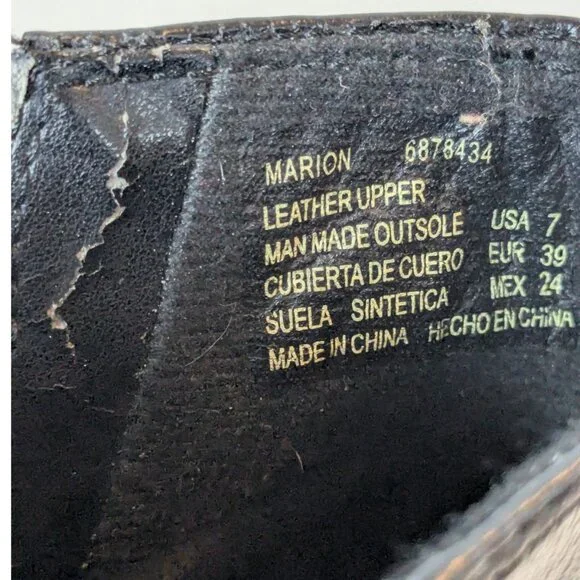 MARION 6878434
LEATHER UPPER
MAN MADE OUTSOLE USA 7
CUBIERTA DE CUERO EUR 39
SUELA SINTETICA MEX 24
MADE IN CHINA HECHO EN CHINA